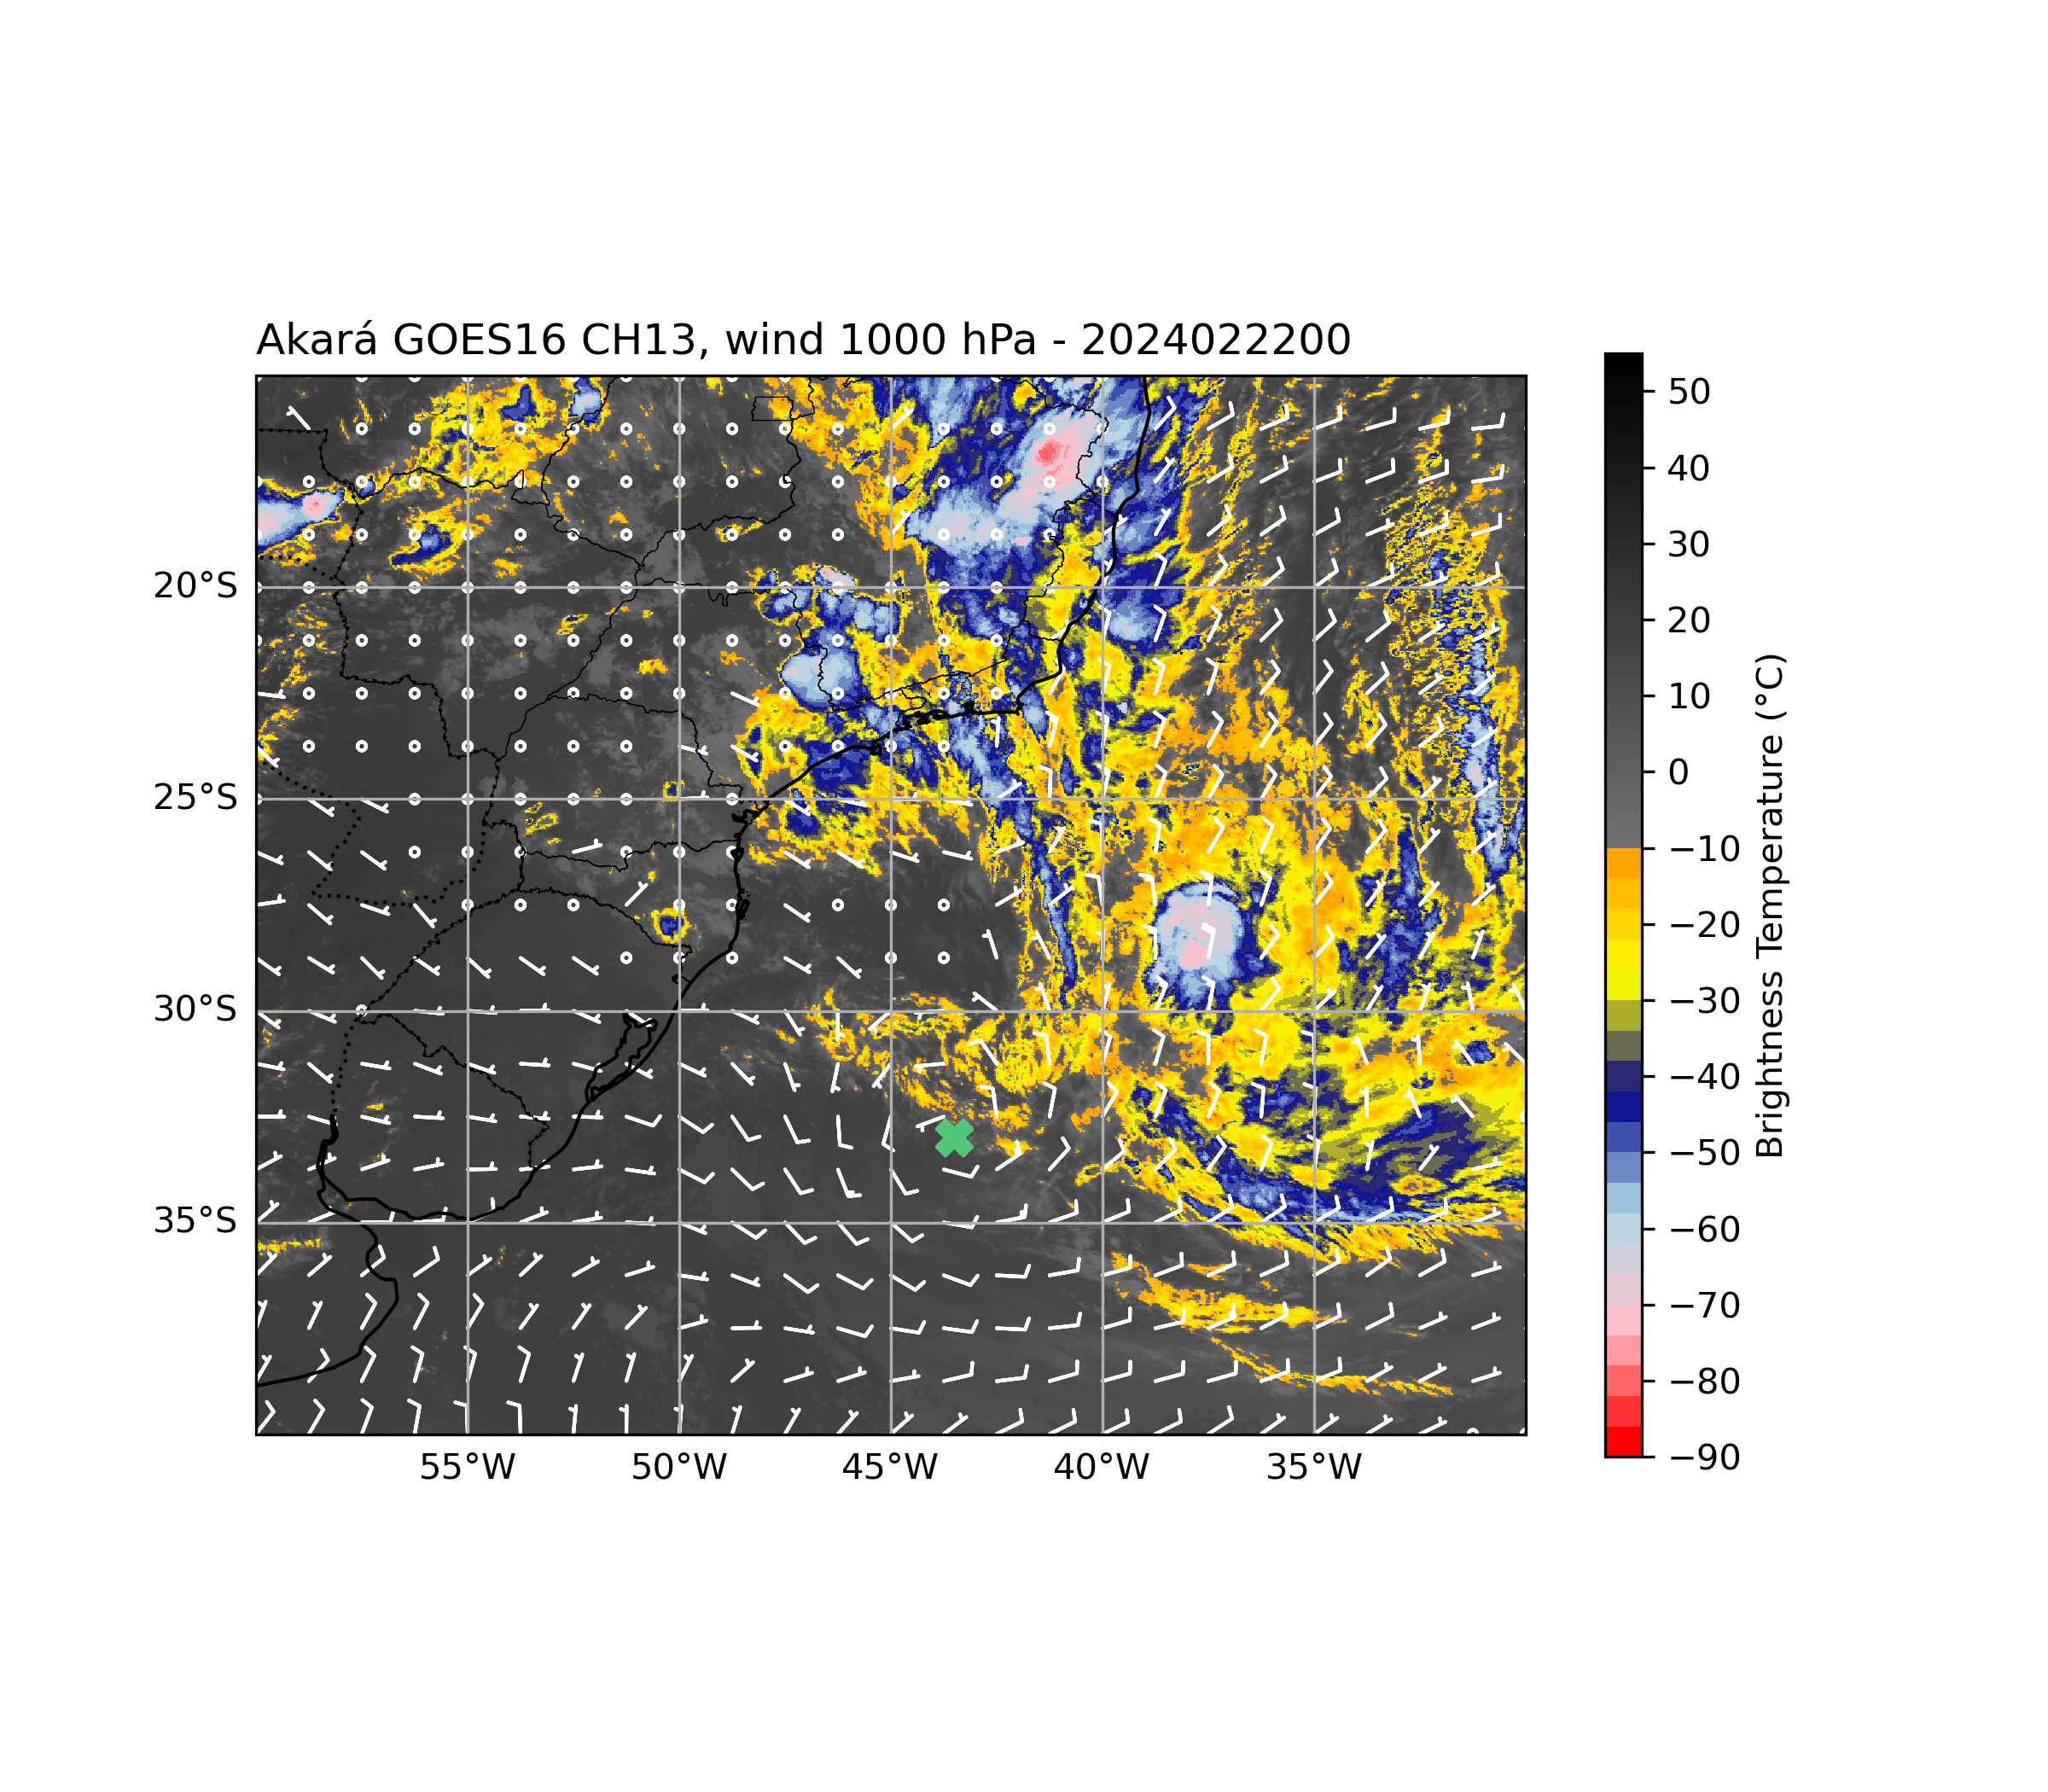 Akará GOES16 CH13, wind 1000 hPa - 2024022200
20°S
25°S
30°S
35°S
55°W
50°W
45°W
40°W
35°W
50
40
30
20
10
0
−10
−20
−30
−40
−50
−60
−70
−80
−90
Brightness Temperature (°C)